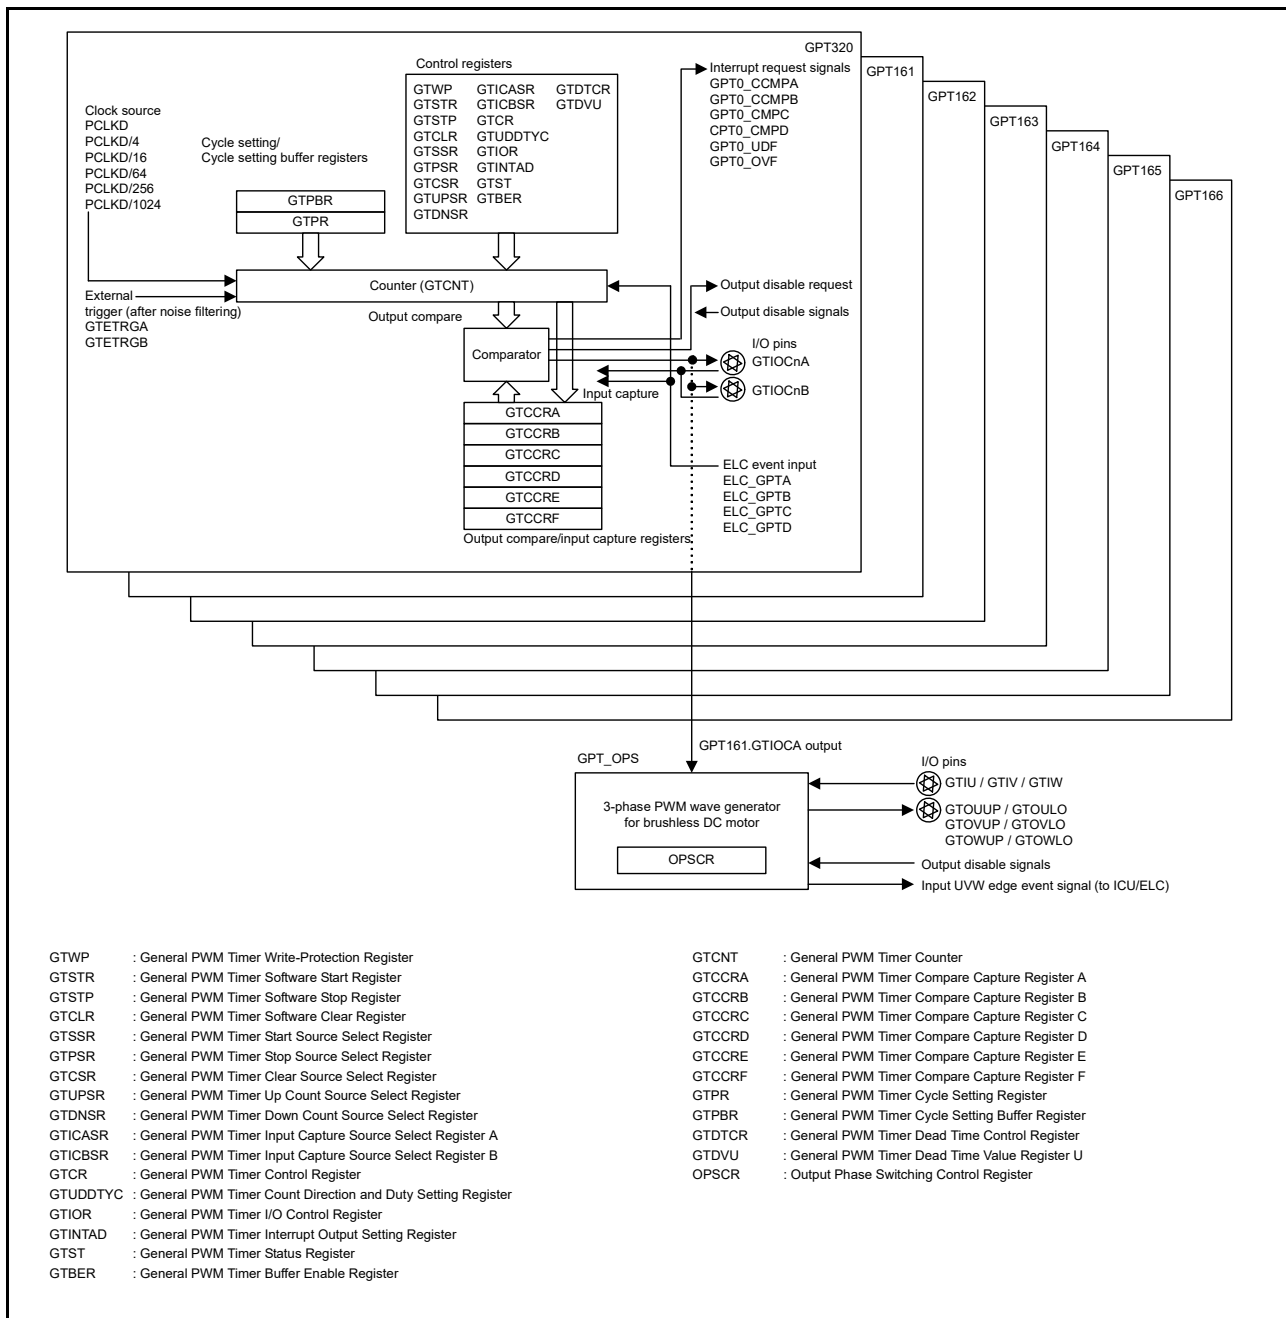 GPT320
GPT161
GPT162
GPT163
GPT164
GPT165
GPT166
Clock source
PCLKD
PCLKD/4
PCLKD/16
PCLKD/64
PCLKD/256
PCLKD/1024
Cycle setting/
Cycle setting buffer registers
GTPBR
GTPR
Control registers
GTWP GTICASR GTDTCR
GTSTR GTICBSR GTDVU
GTSTP GTCR
GTCLR GTUDDTYC
GTSSR GTIOR
GTPSR GTINTAD
GTCSR GTST
GTUPSR GTBER
GTDNSR
Interrupt request signals
GPT0_CCMPA
GPT0_CCMPB
GPT0_CMPC
CPT0_CMPD
GPT0_UDF
GPT0_OVF
Counter (GTCNT)
External
trigger (after noise filtering)
GTETRGA
GTETRGB
Output compare
Comparator
Output disable request
Output disable signals
I/O pins
GTIOCnA
GTIOCnB
Input capture
GTCCRA
GTCCRB
GTCCRC
GTCCRD
GTCCRE
GTCCRF
Output compare/input capture registers
ELC event input
ELC_GPTA
ELC_GPTB
ELC_GPTC
ELC_GPTD
GPT161.GTIOCA output
GPT_OPS
3-phase PWM wave generator
for brushless DC motor
OPSCR
I/O pins
GTIU / GTIV / GTIW
GTOUUP / GTOULO
GTOVUP / GTOVLO
GTOWUP / GTOWLO
Output disable signals
Input UVW edge event signal (to ICU/ELC)
GTWP : General PWM Timer Write-Protection Register
GTSTR : General PWM Timer Software Start Register
GTSTP : General PWM Timer Software Stop Register
GTCLR : General PWM Timer Software Clear Register
GTSSR : General PWM Timer Start Source Select Register
GTPSR : General PWM Timer Stop Source Select Register
GTCSR : General PWM Timer Clear Source Select Register
GTUPSR : General PWM Timer Up Count Source Select Register
GTDNSR : General PWM Timer Down Count Source Select Register
GTICASR : General PWM Timer Input Capture Source Select Register A
GTICBSR : General PWM Timer Input Capture Source Select Register B
GTCR : General PWM Timer Control Register
GTUDDTYC : General PWM Timer Count Direction and Duty Setting Register
GTIOR : General PWM Timer I/O Control Register
GTINTAD : General PWM Timer Interrupt Output Setting Register
GTST : General PWM Timer Status Register
GTBER : General PWM Timer Buffer Enable Register
GTCNT : General PWM Timer Counter
GTCCRA : General PWM Timer Compare Capture Register A
GTCCRB : General PWM Timer Compare Capture Register B
GTCCRC : General PWM Timer Compare Capture Register C
GTCCRD : General PWM Timer Compare Capture Register D
GTCCRE : General PWM Timer Compare Capture Register E
GTCCRF : General PWM Timer Compare Capture Register F
GTPR : General PWM Timer Cycle Setting Register
GTPBR : General PWM Timer Cycle Setting Buffer Register
GTDTCR : General PWM Timer Dead Time Control Register
GTDVU : General PWM Timer Dead Time Value Register U
OPSCR : Output Phase Switching Control Register